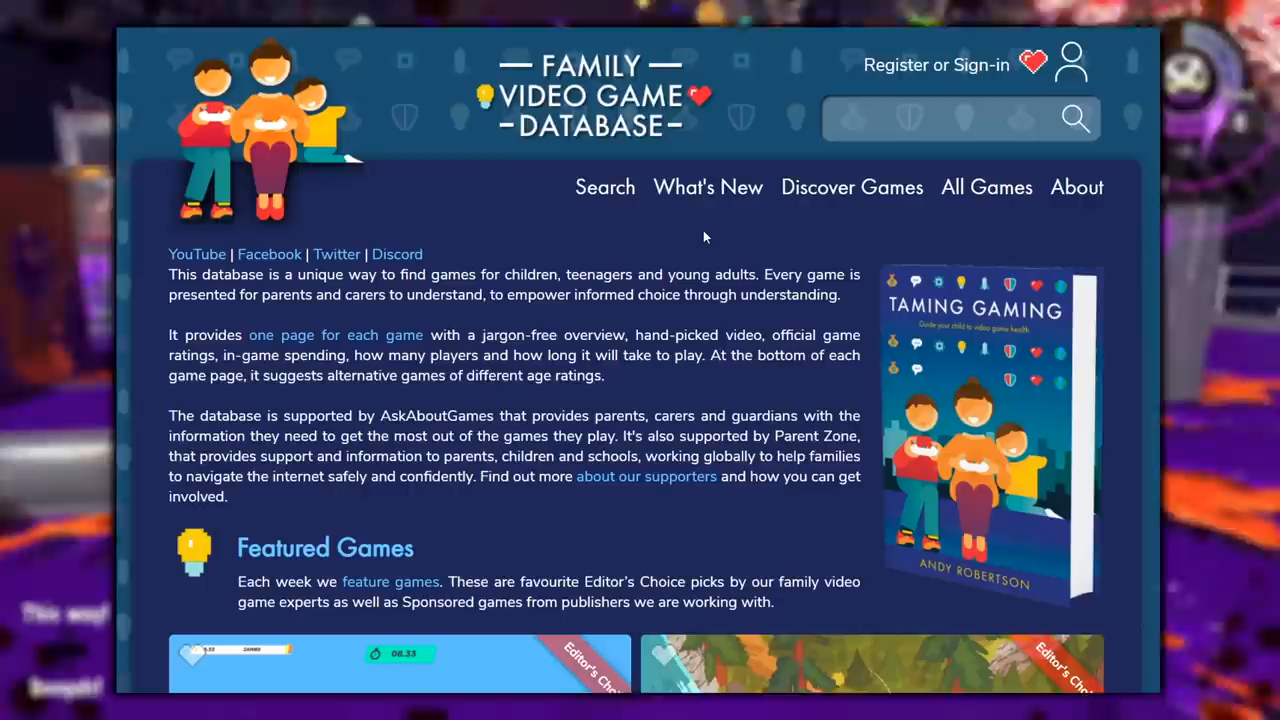 FAMILY
VIDEO GAME
DATABASE
Register or Sign-in
Search What's New Discover Games All Games About
YouTube | Facebook | Twitter | Discord
This database is a unique way to find games for children, teenagers and young adults. Every game is
presented for parents and carers to understand, to empower informed choice through understanding.
It provides one page for each game with a jargon-free overview, hand-picked video, official game
ratings, in-game spending, how many players and how long it will take to play. At the bottom of each
game page, it suggests alternative games of different age ratings.
The database is supported by AskAboutGames that provides parents, carers and guardians with the
information they need to get the most out of the games they play. It's also supported by Parent Zone,
that provides support and information to parents, children and schools, working globally to help families
to navigate the internet safely and confidently. Find out more about our supporters and how you can get
involved.
TAMING GAMING
Guide your child to video game health
ANDY ROBERTSON
Featured Games
Each week we feature games. These are favourite Editor's Choice picks by our family video
game experts as well as Sponsored games from publishers we are working with.
08.33
Editor's Cho
Editor's Cho
This way!